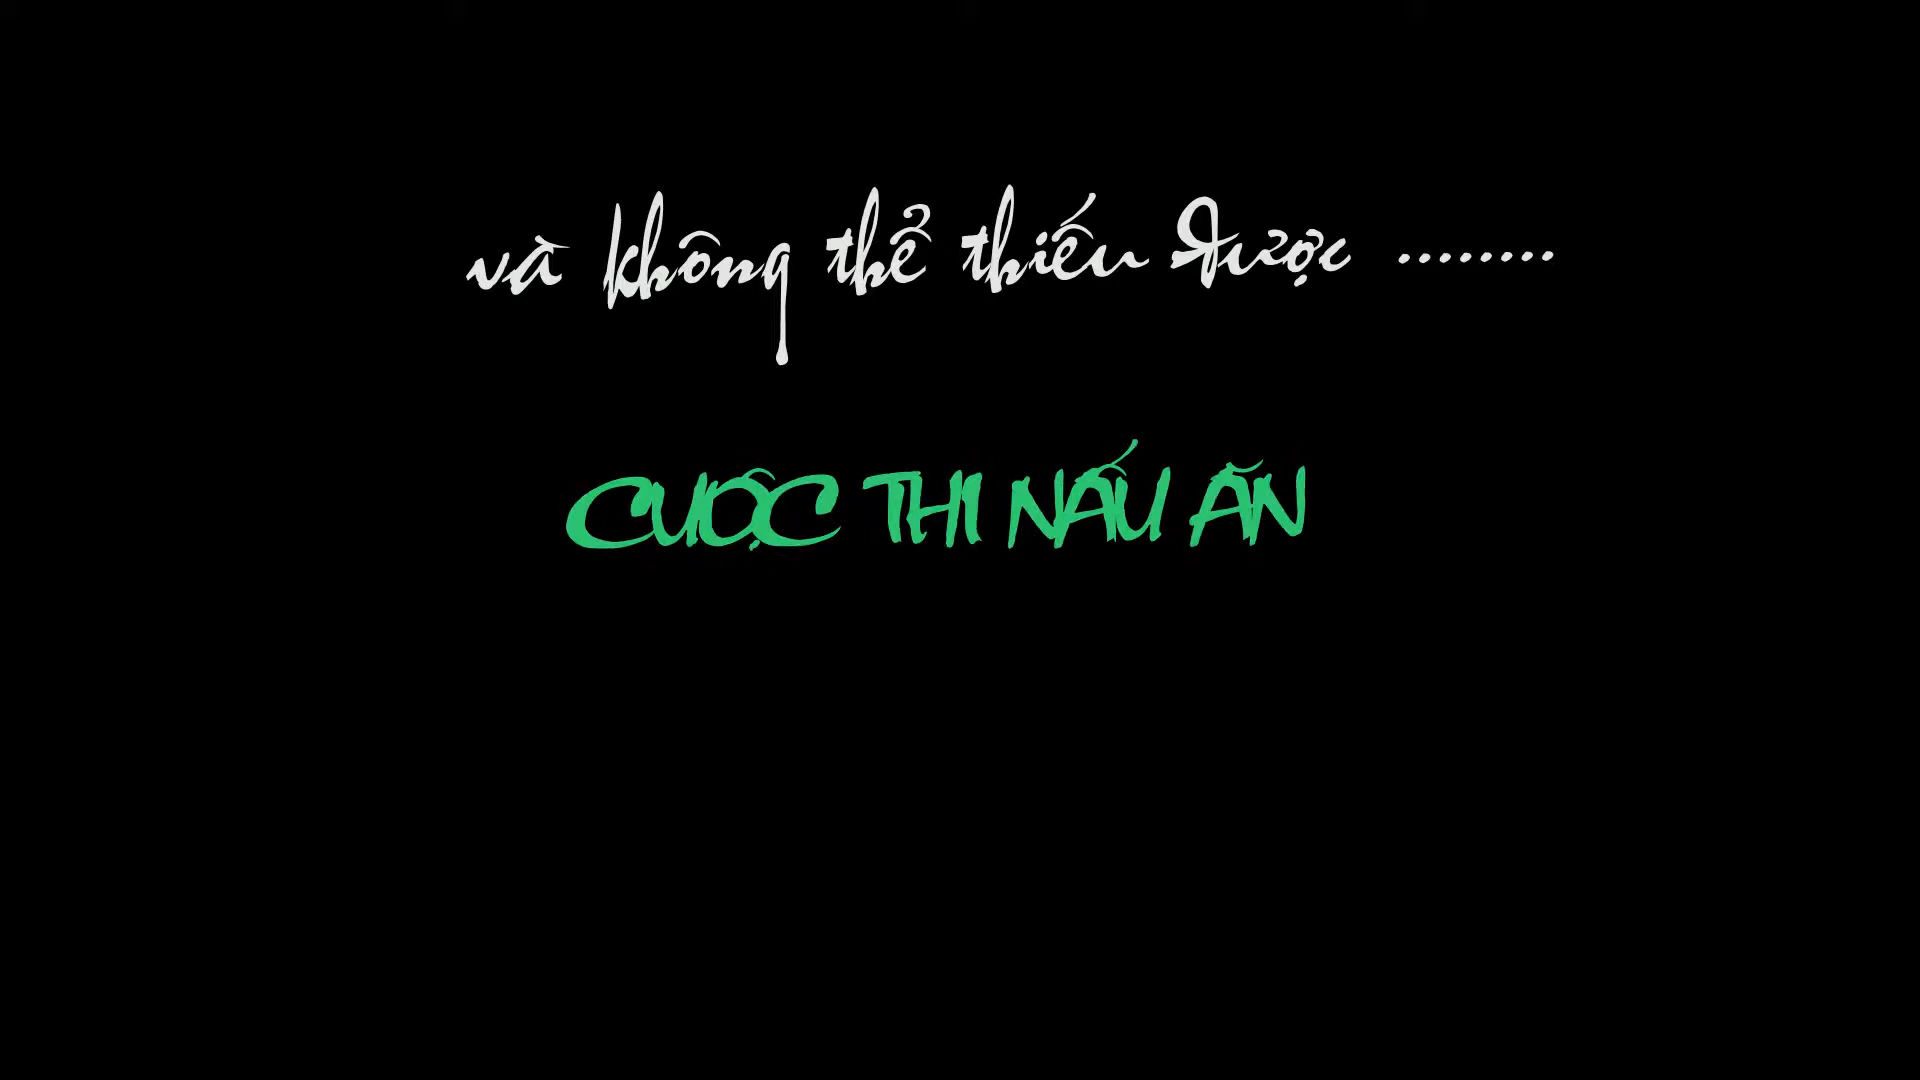 và không thể thiếu được ........
CUỘC THI NẤU ĂN